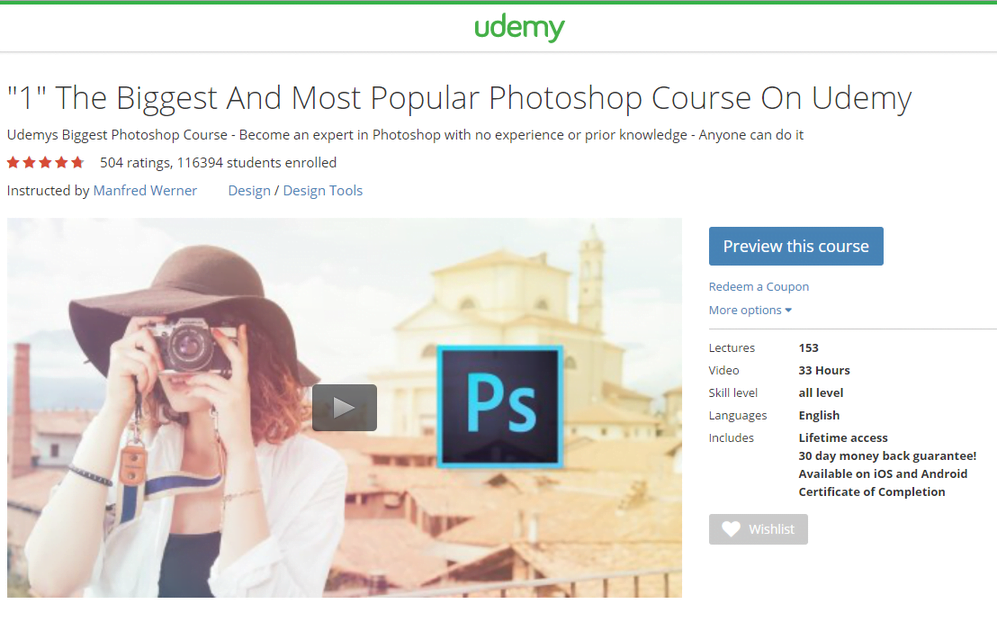 udemy
"1" The Biggest And Most Popular Photoshop Course On Udemy
Udemys Biggest Photoshop Course - Become an expert in Photoshop with no experience or prior knowledge - Anyone can do it
504 ratings, 116394 students enrolled
Instructed by Manfred Werner Design / Design Tools
Ps
Preview this course
Redeem a Coupon
More options
Lectures 153
Video 33 Hours
Skill level all level
Languages English
Includes Lifetime access
30 day money back guarantee!
Available on iOS and Android
Certificate of Completion
Wishlist